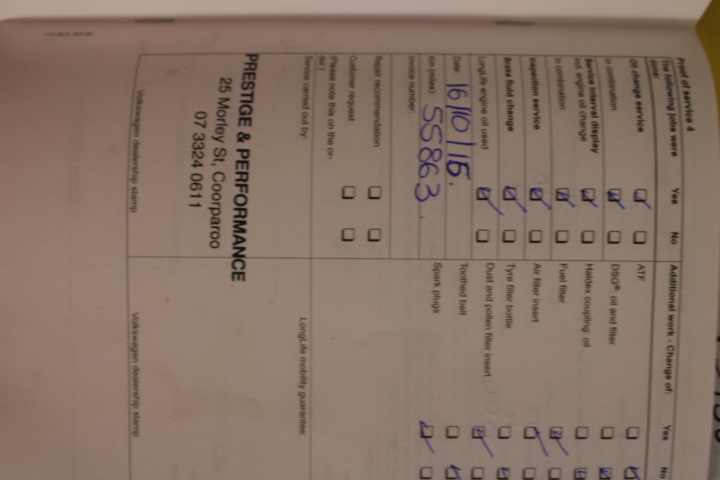 Proof of service 4
The following jobs were done:
Yes
No
Oil change service
in combination
Service interval display
incl. engine oil change
in combination
Inspection service
Brake fluid change
LongLife engine oil used
Date: 16/10/15.
Km (miles): 55863
Invoice number:
Repair recommendation
Customer request
(Please note this on the or-
der.)
Service carried out by:
PRESTIGE & PERFORMANCE
25 Morley St, Coorparoo
07 3324 0611
Volkswagen dealership stamp
Additional work - Change of:
Yes
No
ATF
DSG®: oil and filter
Haldex coupling: oil
Fuel filter
Air filter insert
Tyre filler bottle
Dust and pollen filter insert
Toothed belt
Spark plugs
LongLife mobility guarantee
Volkswagen dealership stamp